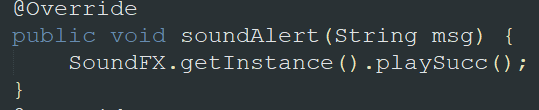 @Override
public void soundAlert(String msg) {
    SoundFX.getInstance().playSucc();
}